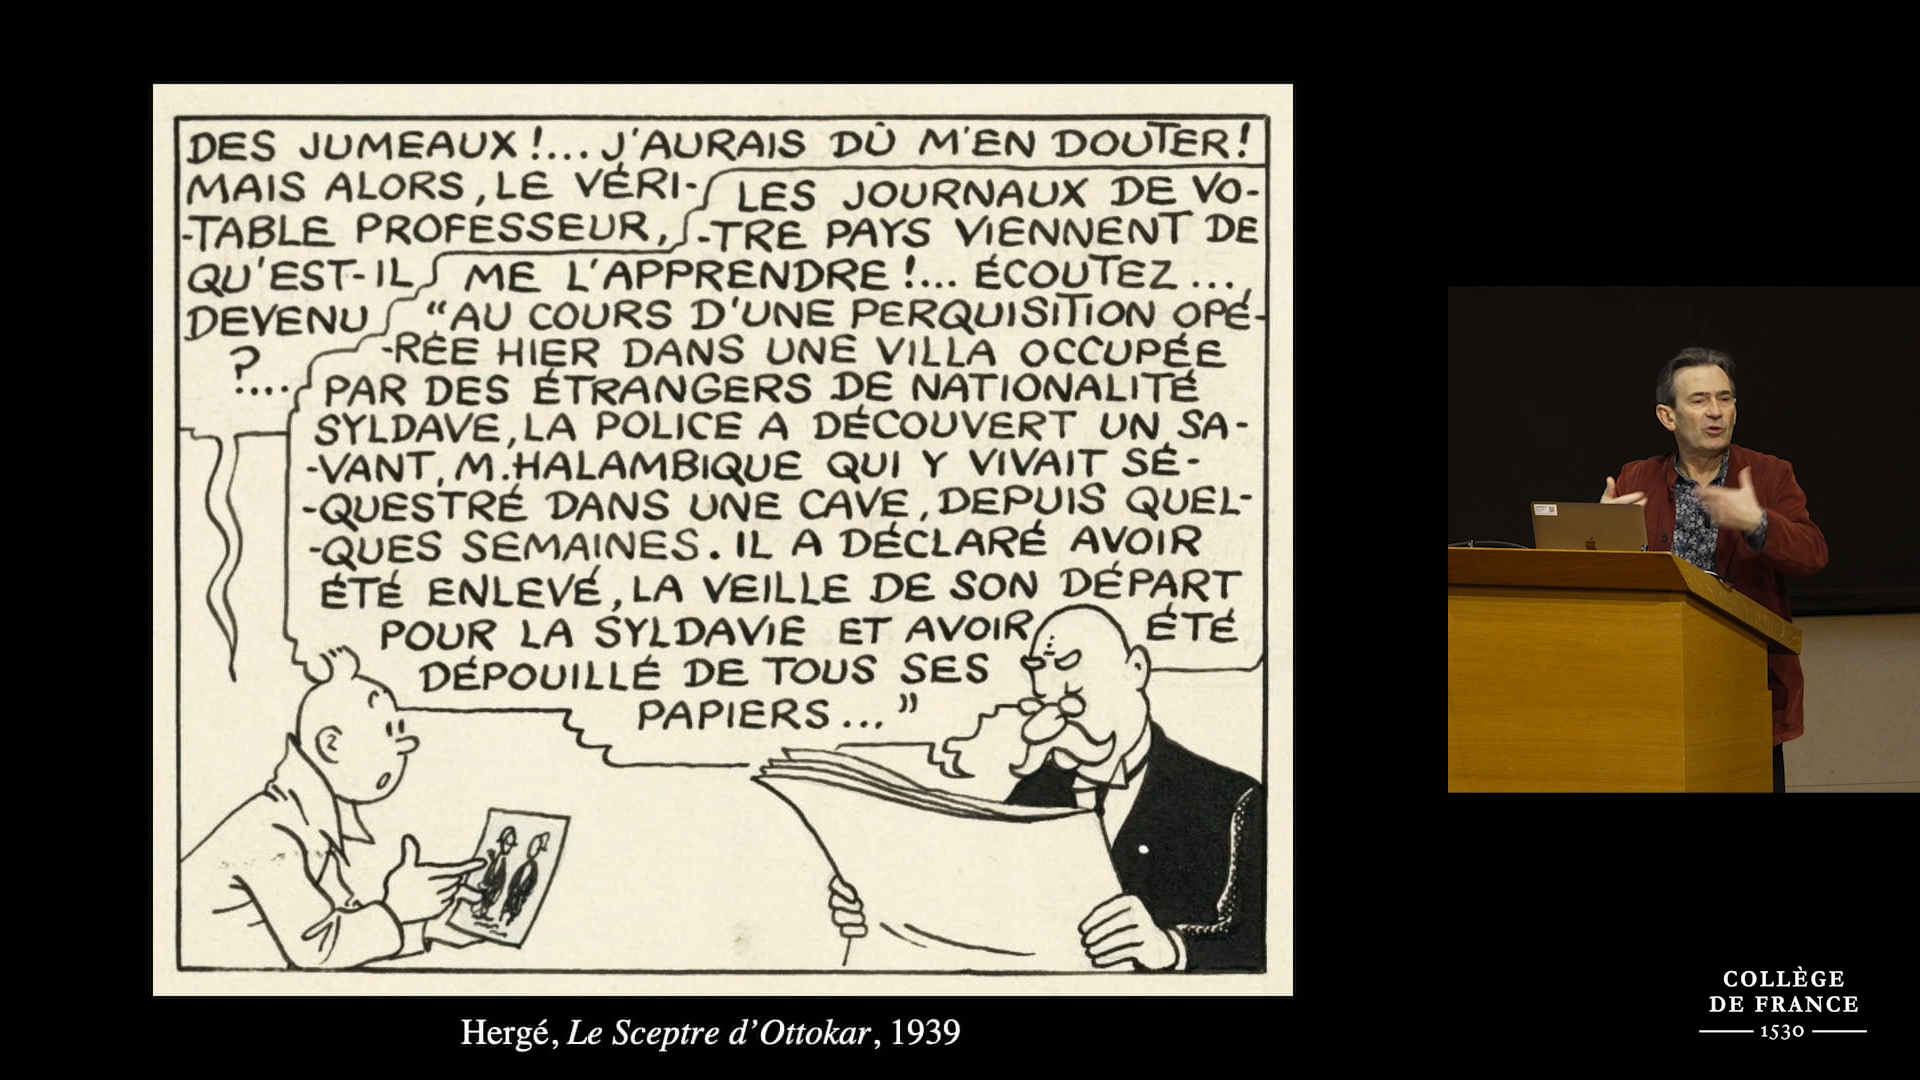 DES JUMEAUX !... J'AURAIS DÛ M'EN DOUTER !
MAIS ALORS, LE VÉRI-
-TABLE PROFESSEUR,
QU'EST-IL
DEVENU
?...
LES JOURNAUX DE VO-
-TRE PAYS VIENNENT DE
ME L'APPRENDRE !... ÉCOUTEZ...
“AU COURS D'UNE PERQUISITION OPÉ-
-RÉE HIER DANS UNE VILLA OCCUPÉE
PAR DES ÉTRANGERS DE NATIONALITÉ
SYLDAVE, LA POLICE A DÉCOUVERT UN SA-
-VANT, M. HALAMBIQUE QUI Y VIVAIT SÉ-
-QUESTRÉ DANS UNE CAVE, DEPUIS QUEL-
-QUES SEMAINES. IL A DÉCLARÉ AVOIR
ÉTÉ ENLEVÉ, LA VEILLE DE SON DÉPART
POUR LA SYLDAVIE ET AVOIR ÉTÉ
DÉPOUILLÉ DE TOUS SES
PAPIERS... ”
Hergé, Le Sceptre d’Ottokar, 1939
COLLÈGE
DE FRANCE
1530